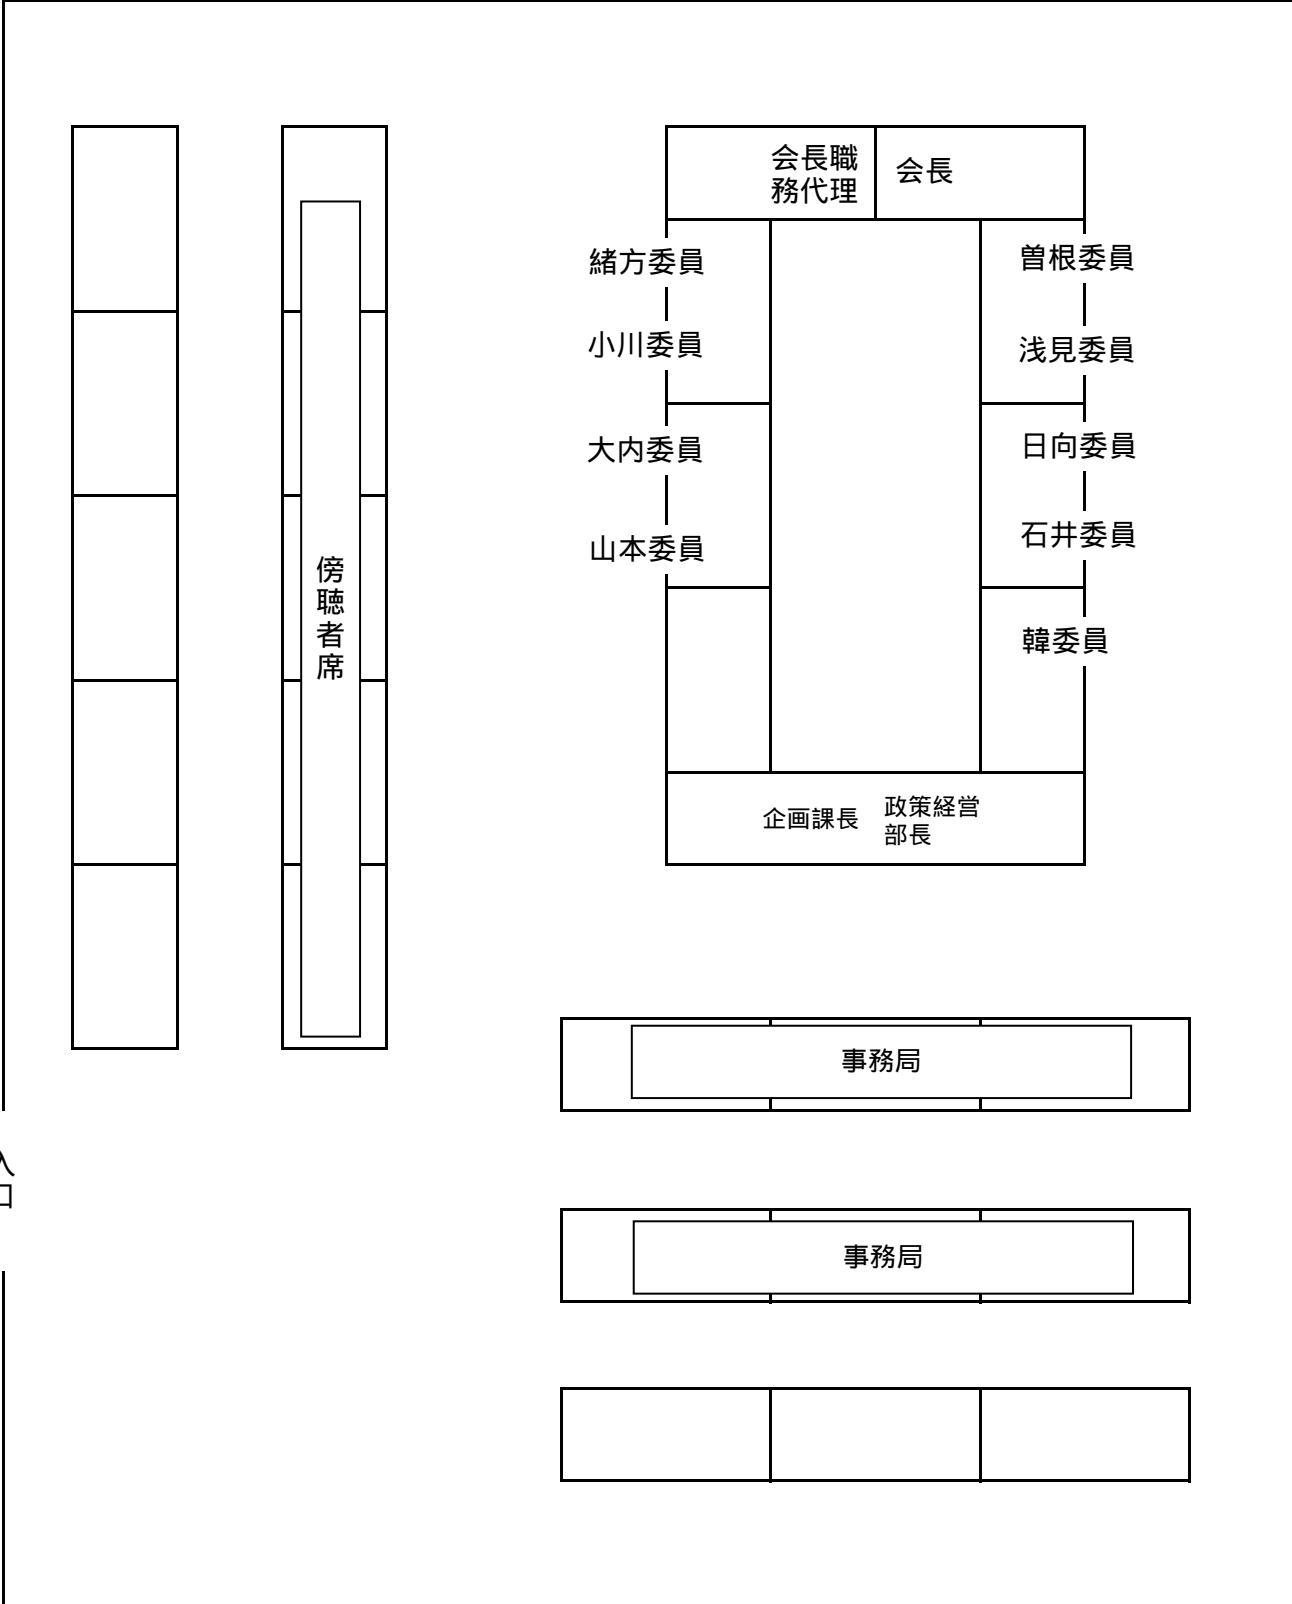 会長職
務代理
会長
緒方委員
曽根委員
小川委員
浅見委員
大内委員
日向委員
山本委員
石井委員
韓委員
傍聴者席
企画課長
政策経営
部長
事務局
入口
事務局